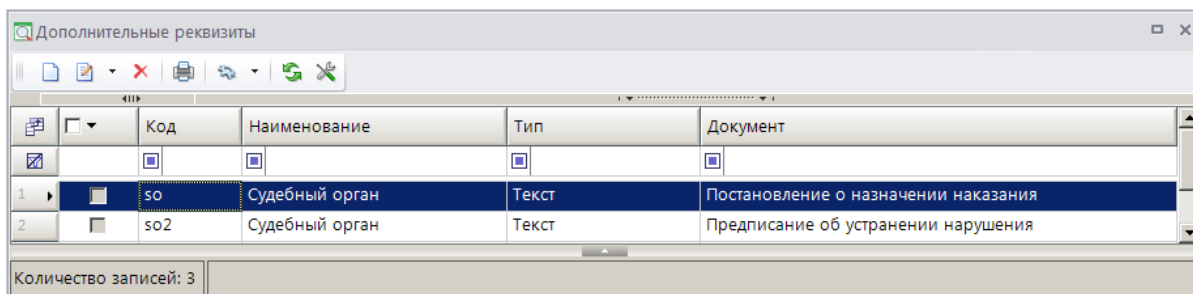 Дополнительные реквизиты
Код Наименование Тип Документ
1 so Судебный орган Текст Постановление о назначении наказания
2 so2 Судебный орган Текст Предписание об устранении нарушения
Количество записей: 3